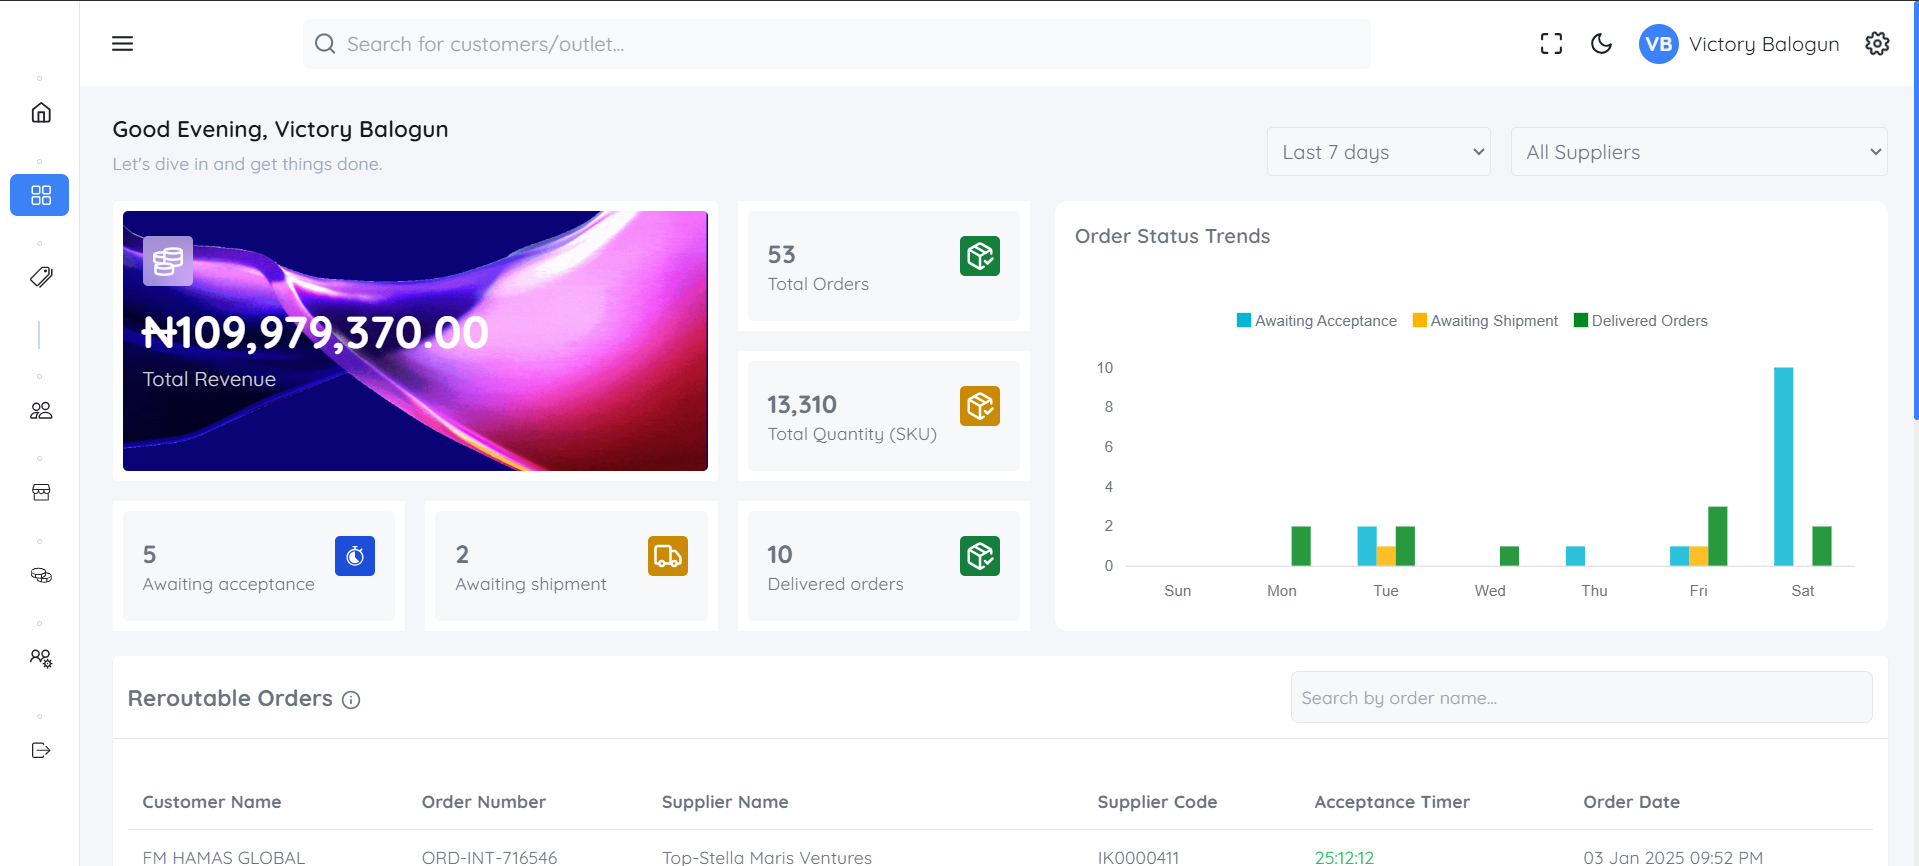 Search for customers/outlet...
VB
Victory Balogun
Good Evening, Victory Balogun
Let's dive in and get things done.
Last 7 days
All Suppliers
₦109,979,370.00
Total Revenue
53
Total Orders
13,310
Total Quantity (SKU)
5
Awaiting acceptance
2
Awaiting shipment
10
Delivered orders
Order Status Trends
Awaiting Acceptance
Awaiting Shipment
Delivered Orders
10
8
6
4
2
0
Sun Mon Tue Wed Thu Fri Sat
Reroutable Orders
Search by order name...
Customer Name Order Number Supplier Name Supplier Code Acceptance Timer Order Date
FM HAMAS GLOBAL ORD-INT-716546 Top-Stella Maris Ventures IK0000411 25:12:12 03 Jan 2025 09:52 PM